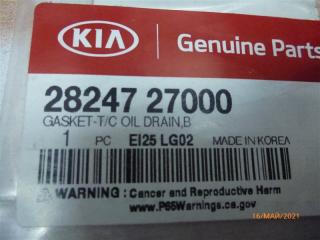 KIA
Genuine Parts
28247 27000
GASKET-T/C OIL DRAIN,B
1 PC EI25 LG02 MADE IN KOREA
WARNING : Cancer and Reproductive Harm
www.P65Warnings.ca.gov
16/МАЙ/2021